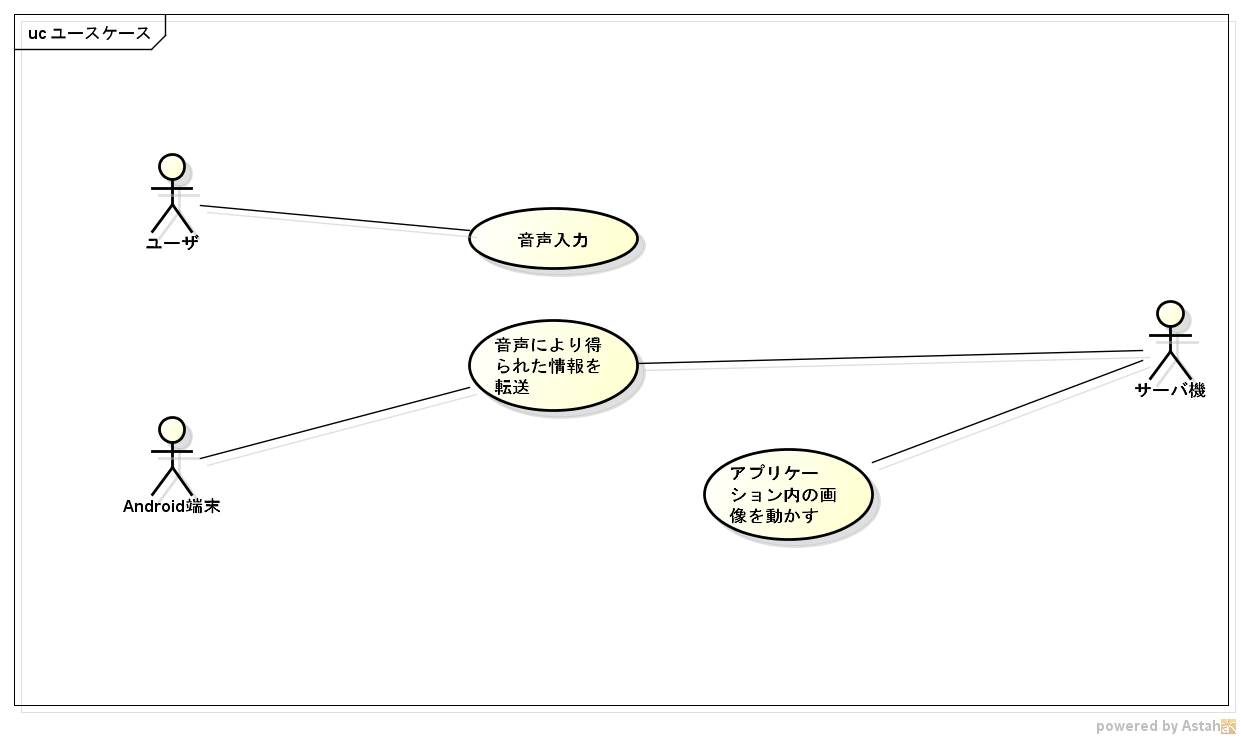 uc ユースケース
ユーザ
音声入力
音声により得
られた情報を
転送
サーバ機
Android端末
アプリケー
ション内の画
像を動かす
powered by Astah